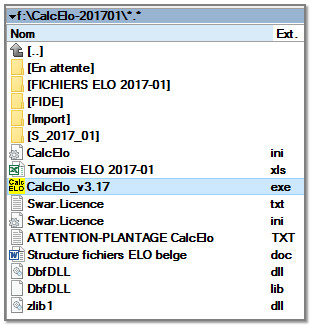 f:\CalcElo-201701\*.*
Nom Ext.
[..]
[En attente]
[FICHIERS ELO 2017-01]
[FIDE]
[Import]
[S_2017_01]
CalcElo ini
Tournois ELO 2017-01 xls
Calc ELO CalcElo_v3.17 exe
Swar.Licence txt
Swar.Licence ini
ATTENTION-PLANTAGE CalcElo TXT
Structure fichiers ELO belge doc
DbfDLL dll
DbfDLL lib
zlib1 dll